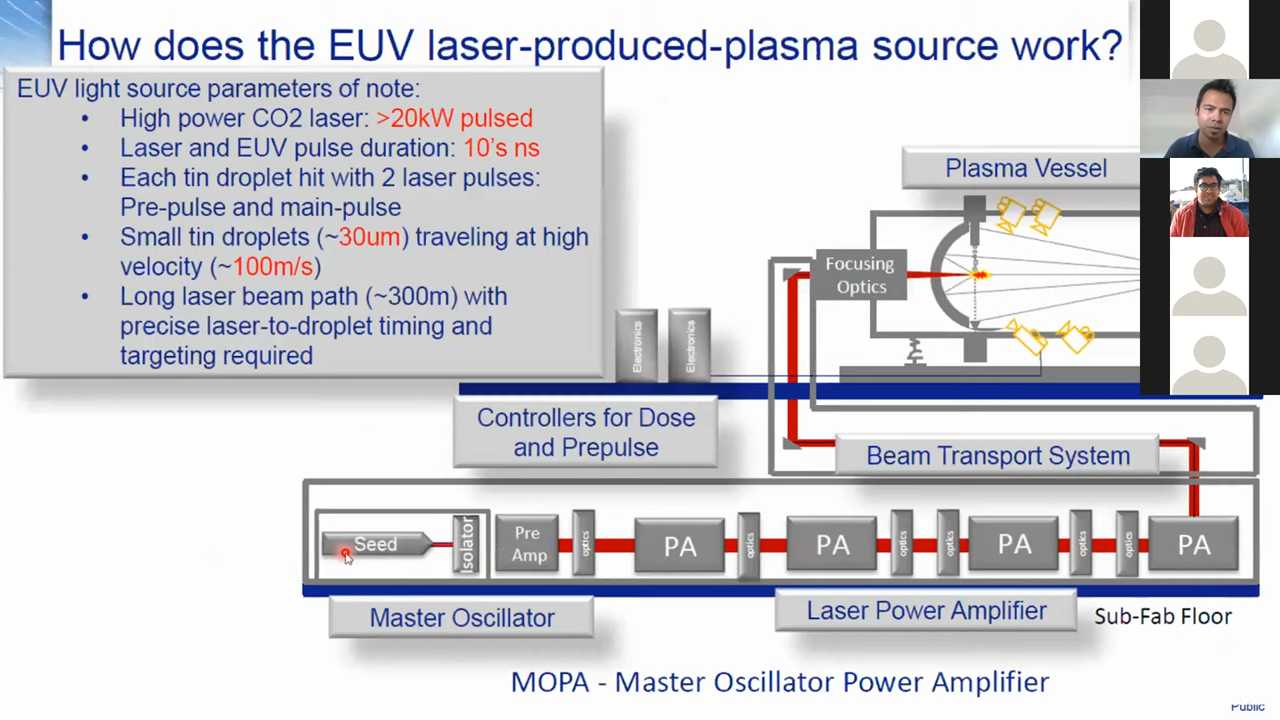 How does the EUV laser-produced-plasma source work?
EUV light source parameters of note:
• High power CO2 laser: >20kW pulsed
• Laser and EUV pulse duration: 10's ns
• Each tin droplet hit with 2 laser pulses:
Pre-pulse and main-pulse
• Small tin droplets (~30um) traveling at high
velocity (~100m/s)
• Long laser beam path (~300m) with
precise laser-to-droplet timing and
targeting required
Plasma Vessel
Focusing
Optics
Electronics
Electronics
Controllers for Dose
and Prepulse
Beam Transport System
Seed
Isolator
Pre
Amp
optics
PA
optics
PA
optics
optics
PA
optics
optics
PA
Master Oscillator
Laser Power Amplifier
Sub-Fab Floor
MOPA - Master Oscillator Power Amplifier
Public